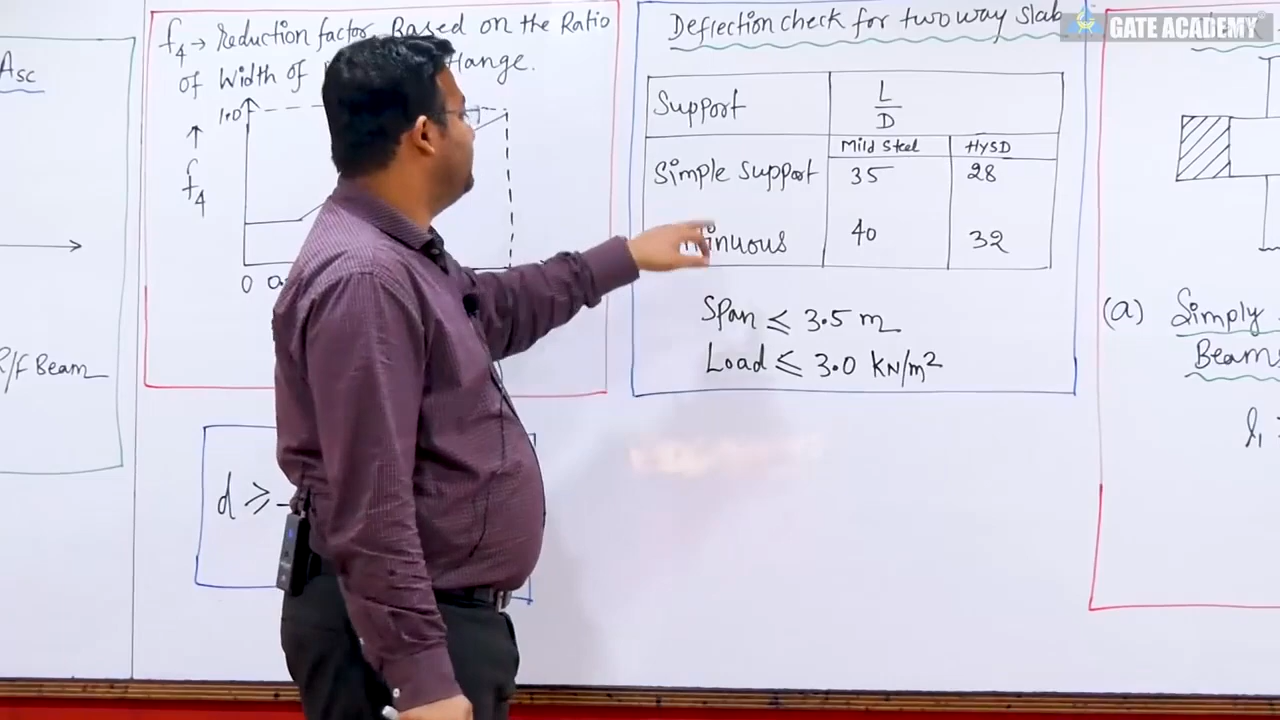 Asc
R/F Beam
f4 → reduction factor Based on the Ratio
of Width of flange.
1.0
f4
0
d ≥
Deflection check for two way Slab
Support L/D
Mild Steel HYSD
Simple Support 35 28
40 32
Span ≤ 3.5 m
Load ≤ 3.0 KN/m²
GATE ACADEMY
(a) Simply
Beams
l1